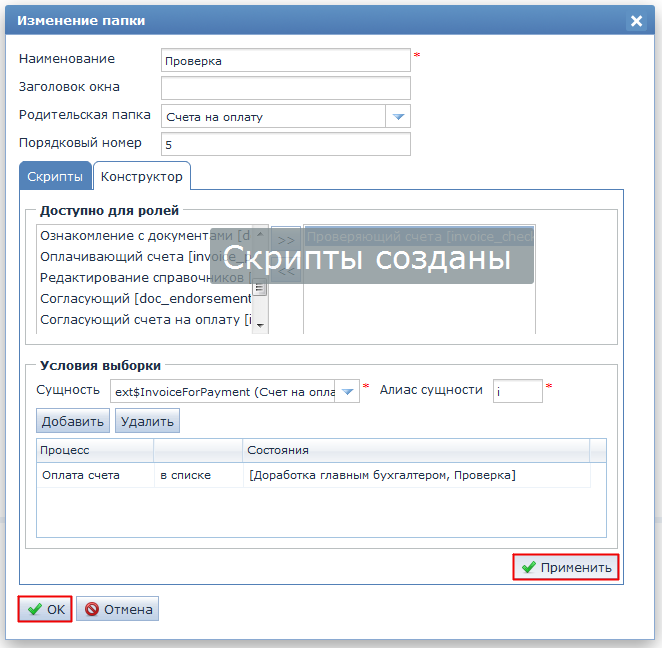 Изменение папки
Наименование Проверка *
Заголовок окна
Родительская папка Счета на оплату
Порядковый номер 5
Скрипты Конструктор
Доступно для ролей
Ознакомление с документами [d
Оплачивающий счета [invoice_p
Редактирование справочников [
Согласующий [doc_endorsement
Согласующий счета на оплату [i
>>
<<
Проверяющий счета [invoice_chec
Скрипты созданы
Условия выборки
Сущность ext$InvoiceForPayment (Счет на опла * Алиас сущности i *
Добавить Удалить
Процесс Состояния
Оплата счета в списке [Доработка главным бухгалтером, Проверка]
Применить
OK Отмена